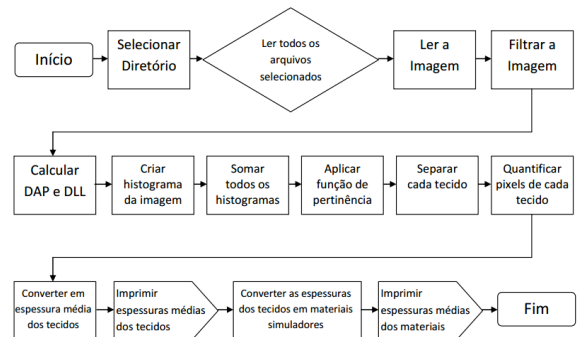 Início
Selecionar
Diretório
Ler todos os
arquivos
selecionados
Ler a
Imagem
Filtrar a
Imagem
Calcular
DAP e DLL
Criar
histograma
da imagem
Somar
todos os
histogramas
Aplicar
função de
pertinência
Separar
cada tecido
Quantificar
pixels de cada
tecido
Converter em
espessura média
dos tecidos
Imprimir
espessuras médias
dos tecidos
Converter as espessuras
dos tecidos em materiais
simuladores
Imprimir
espessuras médias
dos materiais
Fim